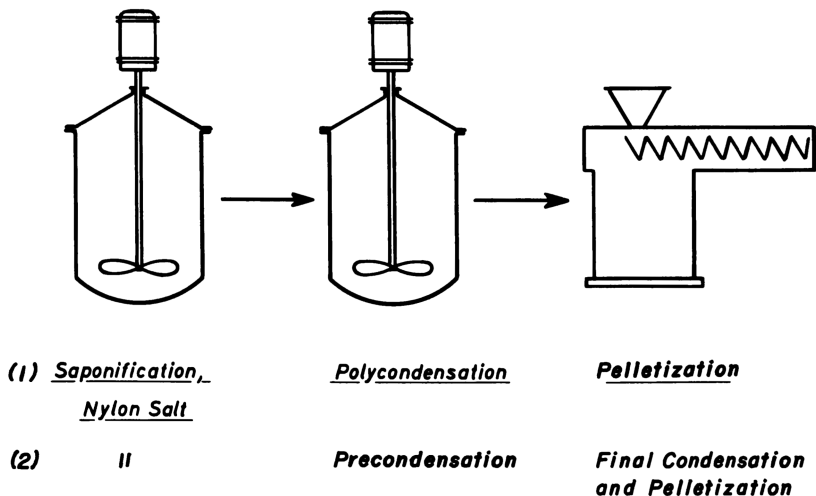 (1) Saponification, Polycondensation Pelletization
Nylon Salt
(2) " Precondensation Final Condensation
and Pelletization